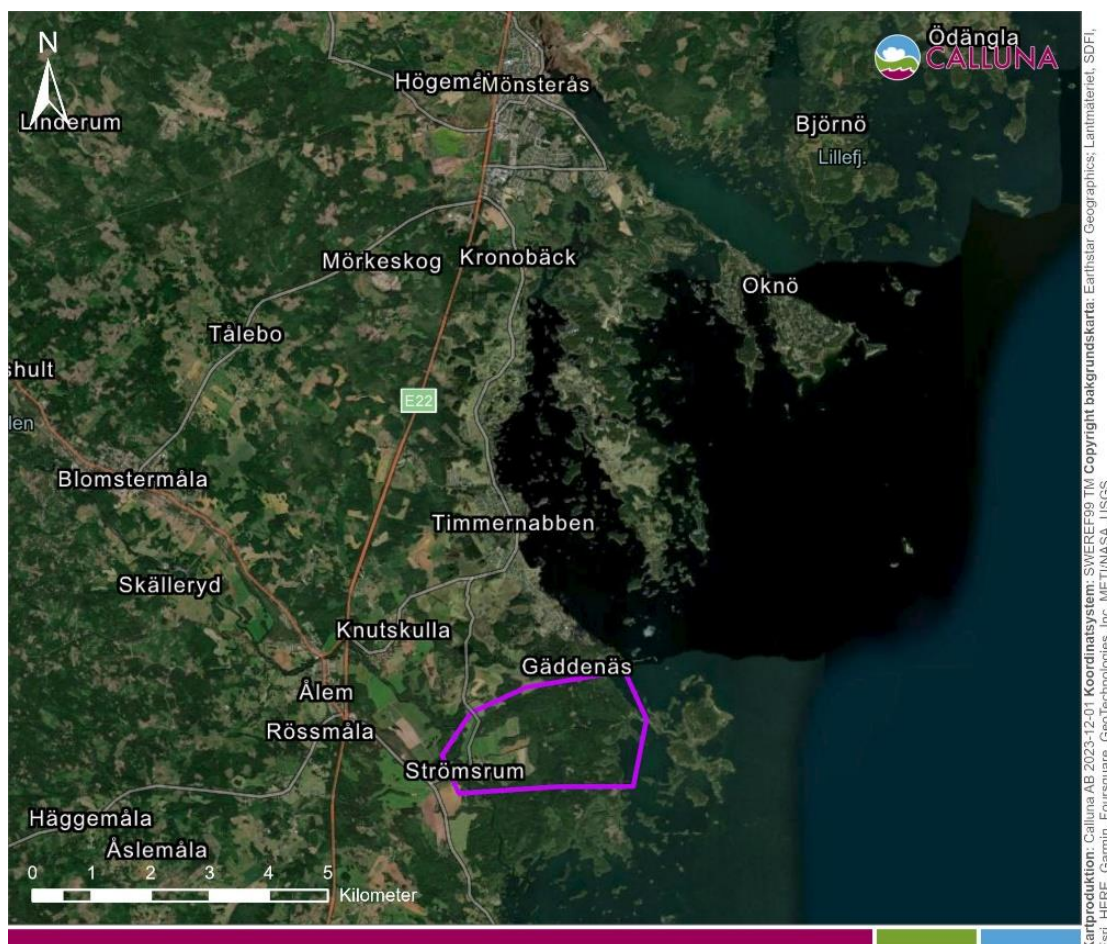 N
Ödängla
CALLUNA
Högemå
Mönsterås
Linderum
Björnö
Lillefj.
Mörkeskog
Kronobäck
Oknö
Tålebo
shult
E22
len
Blomstermåla
Timmernabben
Skälleryd
Knutskulla
Gäddenäs
Ålem
Rössmåla
Strömsrum
Häggemåla
Åslemåla
0 1 2 3 4 5
Kilometer
Kartproduktion: Calluna AB 2023-12-01 Koordinatsystem: SWEREF99 TM Copyright bakgrundskarta: Earthstar Geographics; Lantmäteriet, SDFI,
Esri, HERE, Garmin, Foursquare, GeoTechnologies, Inc, METI/NASA, USGS